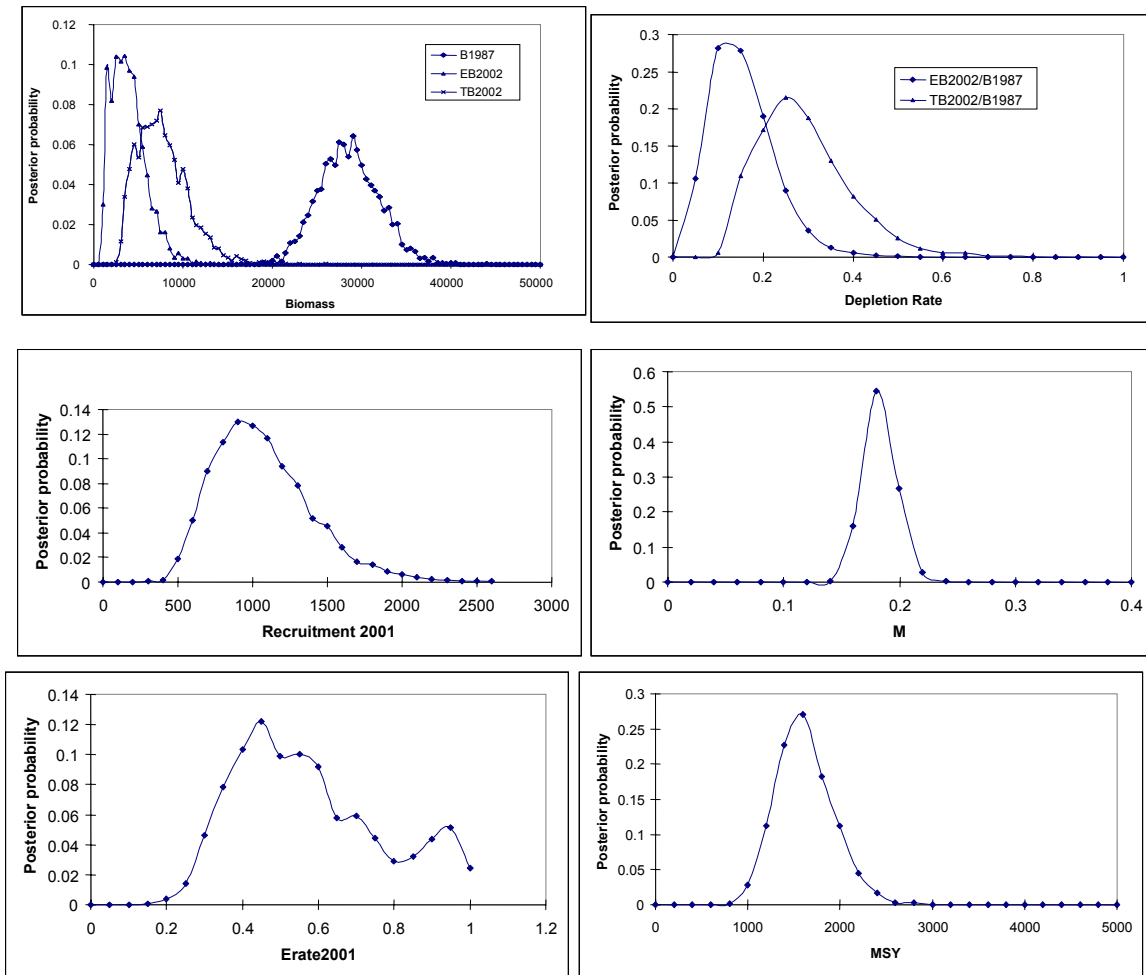 0.12
0.1
0.08
0.06
0.04
0.02
0
Posterior probability
B1987
EB2002
TB2002
0 10000 20000 30000 40000 50000
Biomass
0.3
0.25
0.2
0.15
0.1
0.05
0
Posterior probability
EB2002/B1987
TB2002/B1987
0 0.2 0.4 0.6 0.8 1
Depletion Rate
0.14
0.12
0.1
0.08
0.06
0.04
0.02
0
Posterior probability
0 500 1000 1500 2000 2500 3000
Recruitment 2001
0.6
0.5
0.4
0.3
0.2
0.1
0
Posterior probability
0 0.1 0.2 0.3 0.4
M
0.14
0.12
0.1
0.08
0.06
0.04
0.02
0
Posterior probability
0 0.2 0.4 0.6 0.8 1 1.2
Erate2001
0.3
0.25
0.2
0.15
0.1
0.05
0
Posterior probability
0 1000 2000 3000 4000 5000
MSY